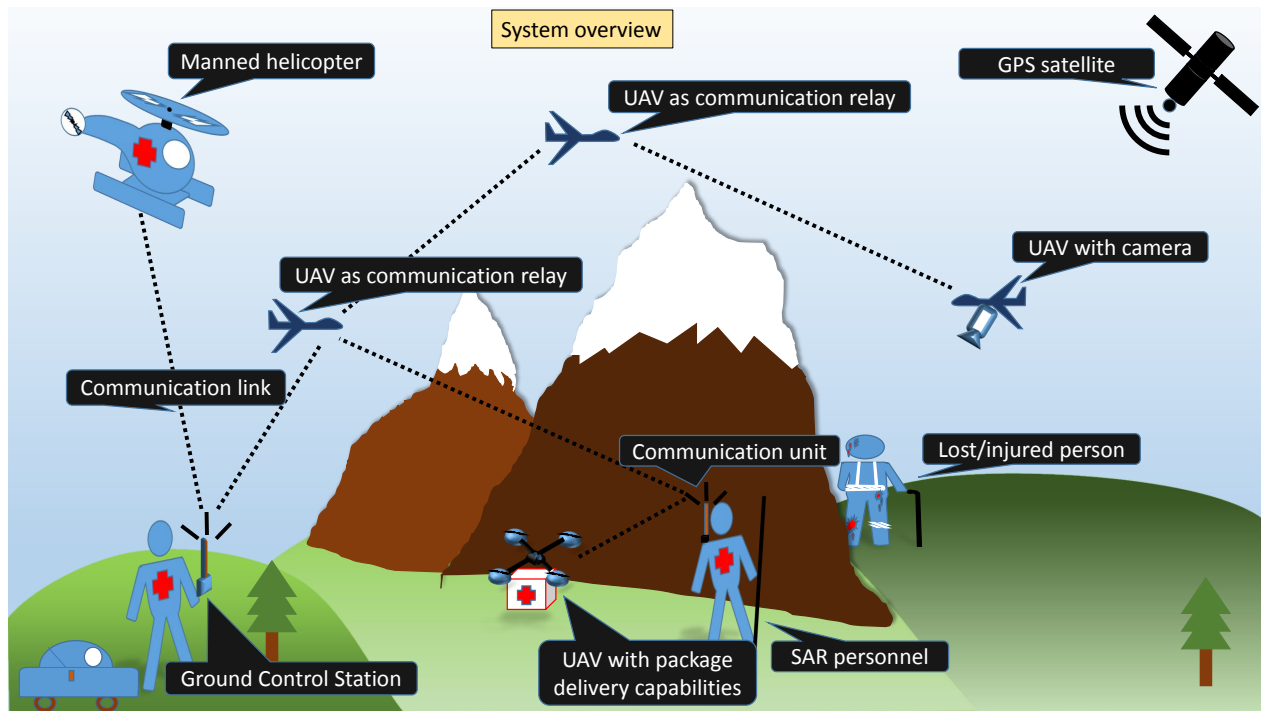 System overview
Manned helicopter
GPS satellite
UAV as communication relay
UAV with camera
UAV as communication relay
Communication link
Communication unit
Lost/injured person
UAV with package
delivery capabilities
SAR personnel
Ground Control Station